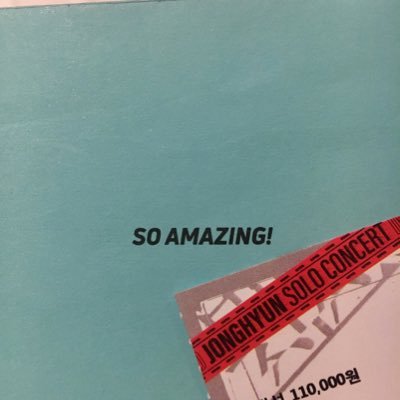 SO AMAZING!
JONGHYUN SOLO CONCERT
110,000원